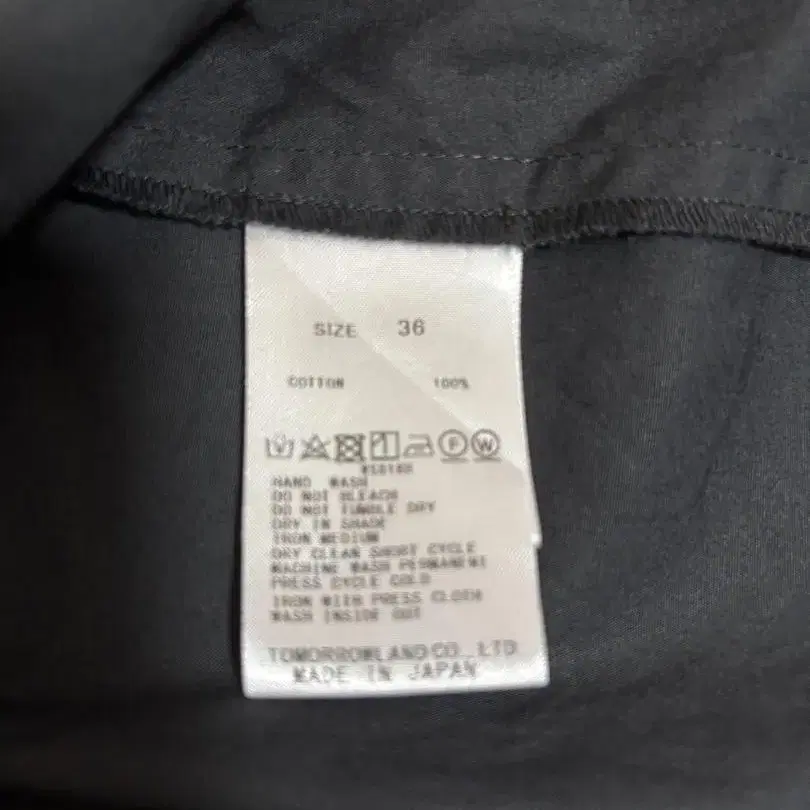 SIZE 36
COTTON 100%
F W
HAND WASH
DO NOT BLEACH
DO NOT TUMBLE DRY
DRY IN SHADE
IRON MEDIUM
DRY CLEAN SHORT CYCLE
MACHINE WASH PERMANENT
PRESS CYCLE COLD
IRON WITH PRESS CLOTH
WASH INSIDE OUT
TOMORROWLAND CO., LTD
MADE IN JAPAN